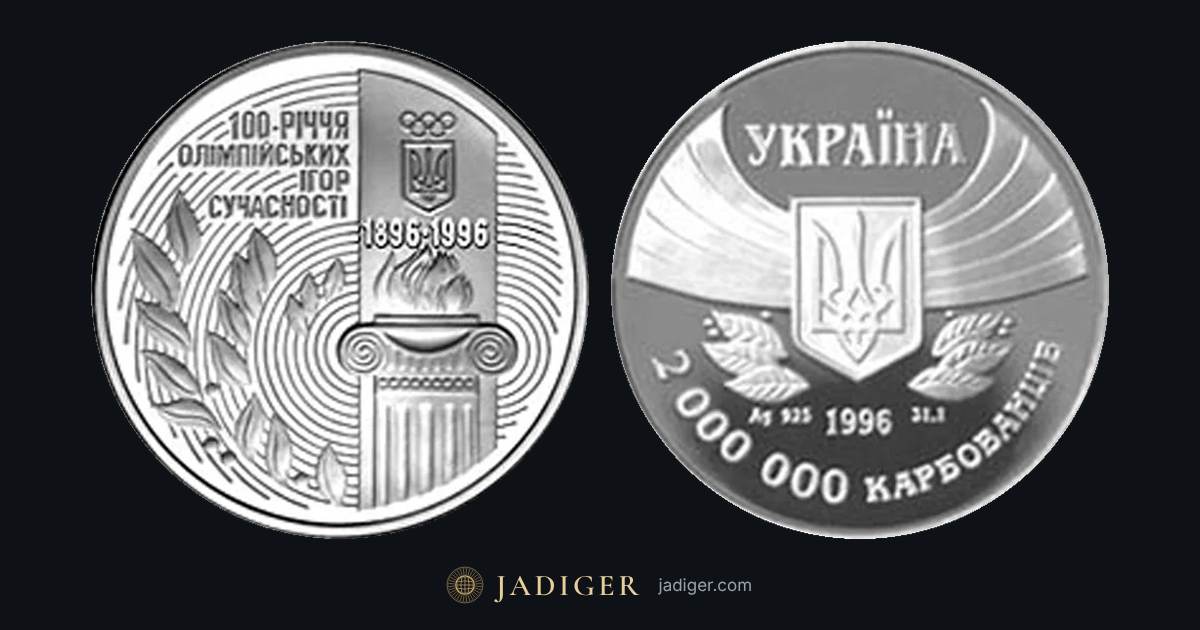 100-РІЧЧЯ
ОЛІМПІЙСЬКИХ
ІГОР
СУЧАСНОСТІ
1896·1996
УКРАЇНА
Ag 925 1996 31.1
2 000 000 КАРБОВАНЦІВ
JADIGER jadiger.com